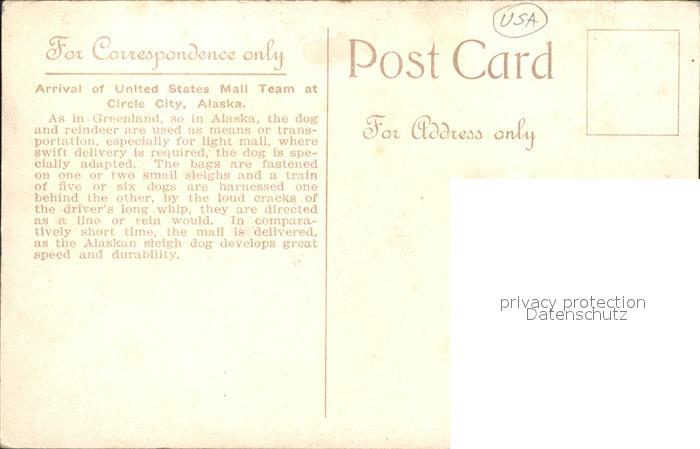 For Correspondence only
Arrival of United States Mail Team at
Circle City, Alaska.
As in Greenland, so in Alaska, the dog
and reindeer are used as means or trans-
portation, especially for light mail, where
swift delivery is required, the dog is spe-
cially adapted. The bags are fastened
on one or two small sleighs and a train
of five or six dogs are harnessed one
behind the other, by the loud cracks of
the driver's long whip, they are directed
as a line or rein would. In compara-
tively short time, the mail is delivered,
as the Alaskan sleigh dog develops great
speed and durability.
USA
Post Card
For Address only
privacy protection
Datenschutz